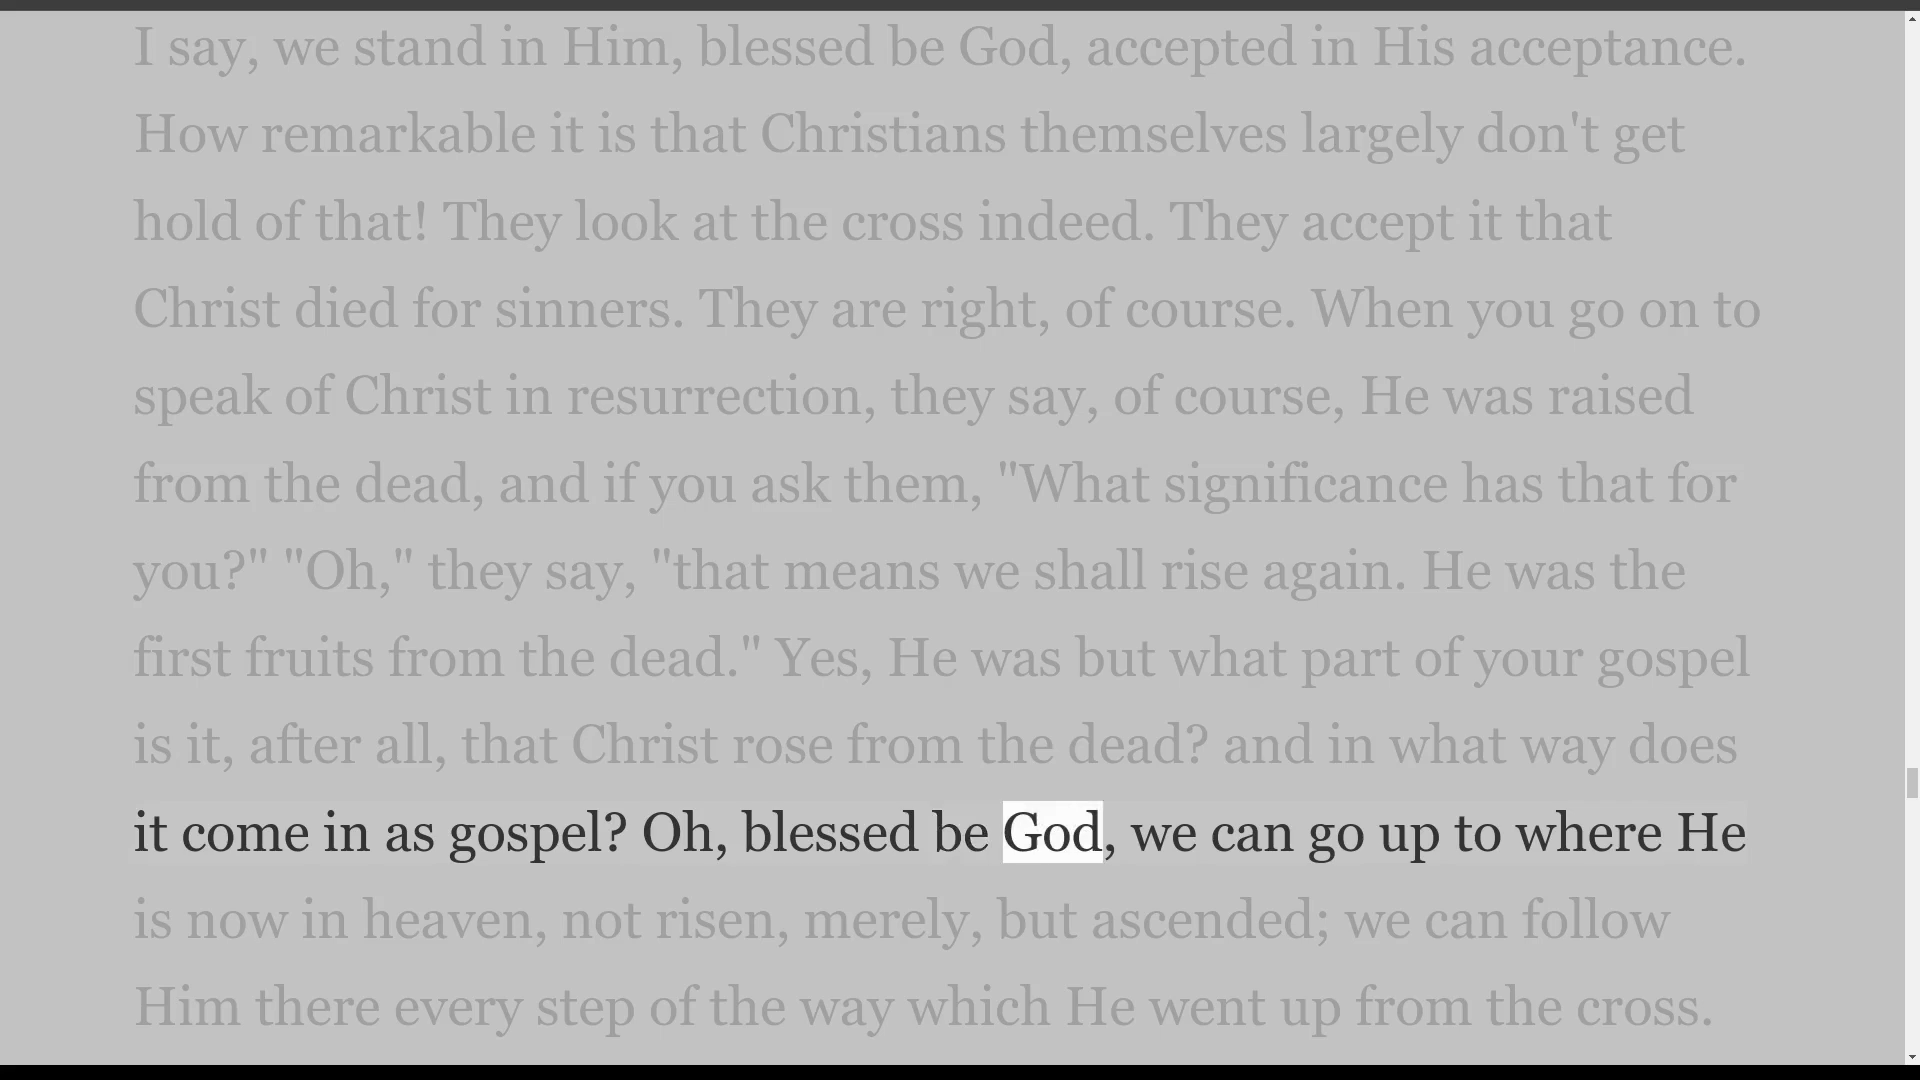 I say, we stand in Him, blessed be God, accepted in His acceptance.
How remarkable it is that Christians themselves largely don't get
hold of that! They look at the cross indeed. They accept it that
Christ died for sinners. They are right, of course. When you go on to
speak of Christ in resurrection, they say, of course, He was raised
from the dead, and if you ask them, "What significance has that for
you?" "Oh," they say, "that means we shall rise again. He was the
first fruits from the dead." Yes, He was but what part of your gospel
is it, after all, that Christ rose from the dead? and in what way does
it come in as gospel? Oh, blessed be God, we can go up to where He
is now in heaven, not risen, merely, but ascended; we can follow
Him there every step of the way which He went up from the cross.